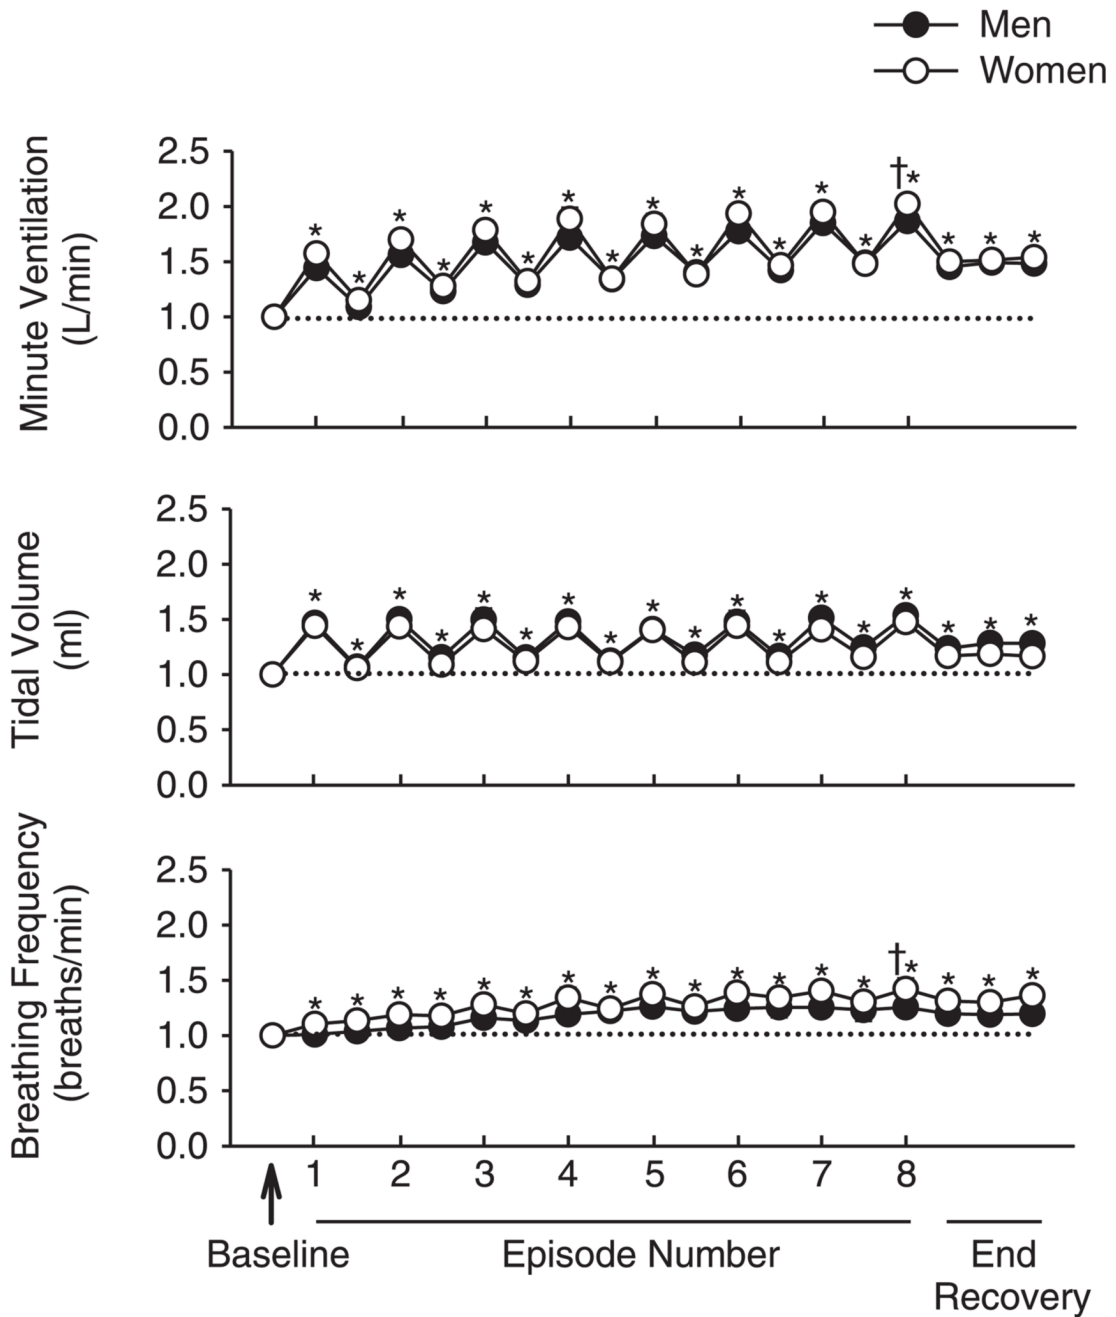 Men
Women
Minute Ventilation
(L/min)
2.5
2.0
1.5
1.0
0.5
0.0
* * * * * * * * * * * * * * †* * * *
Tidal Volume
(ml)
2.5
2.0
1.5
1.0
0.5
0.0
* * * * * * * * * * * * * * * * * *
Breathing Frequency
(breaths/min)
2.5
2.0
1.5
1.0
0.5
0.0
* * * * * * * * * * * * * * †* * * *
1 2 3 4 5 6 7 8
Baseline Episode Number End
Recovery